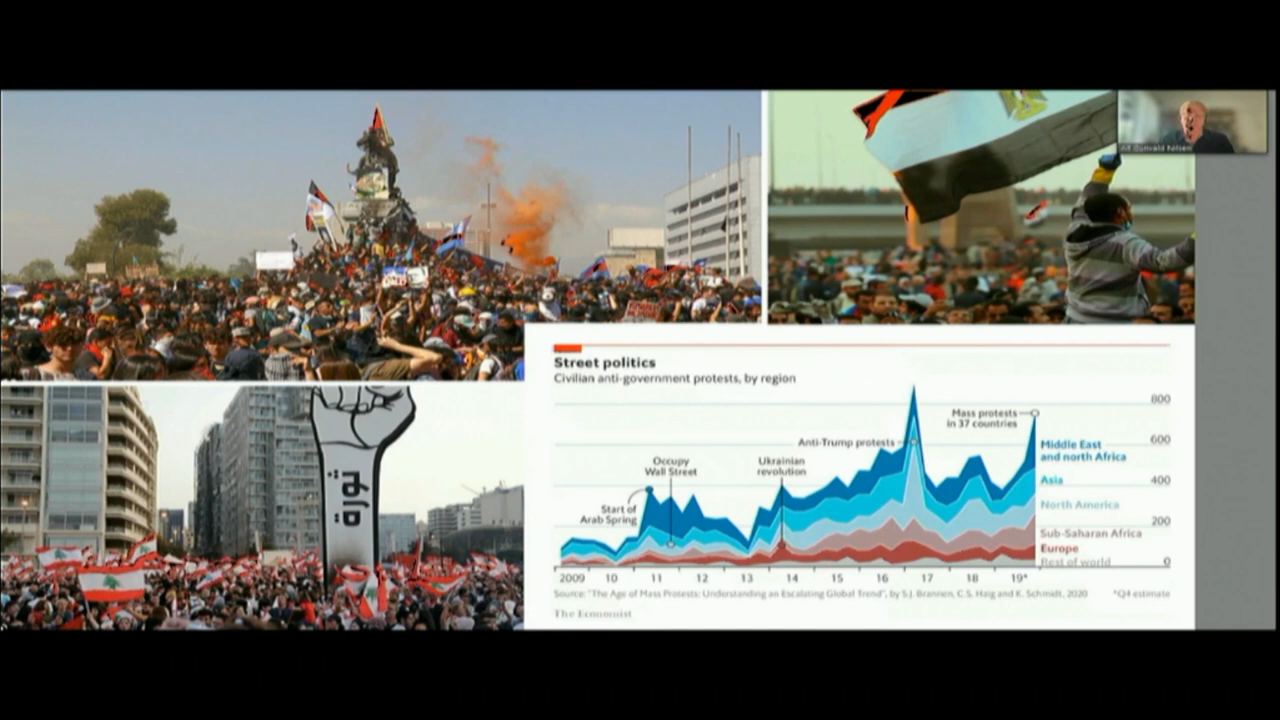 Alf Gunvald Nilsen
ثورة
Street politics
Civilian anti-government protests, by region
800
600
400
200
0
Mass protests
in 37 countries
Anti-Trump protests
Occupy
Wall Street
Ukrainian
revolution
Start of
Arab Spring
Middle East
and north Africa
Asia
North America
Sub-Saharan Africa
Europe
Rest of world
2009 10 11 12 13 14 15 16 17 18 19*
Source: "The Age of Mass Protests: Understanding an Escalating Global Trend", by S.J. Brannen, C.S. Haig and K. Schmidt, 2020 *Q4 estimate
The Economist